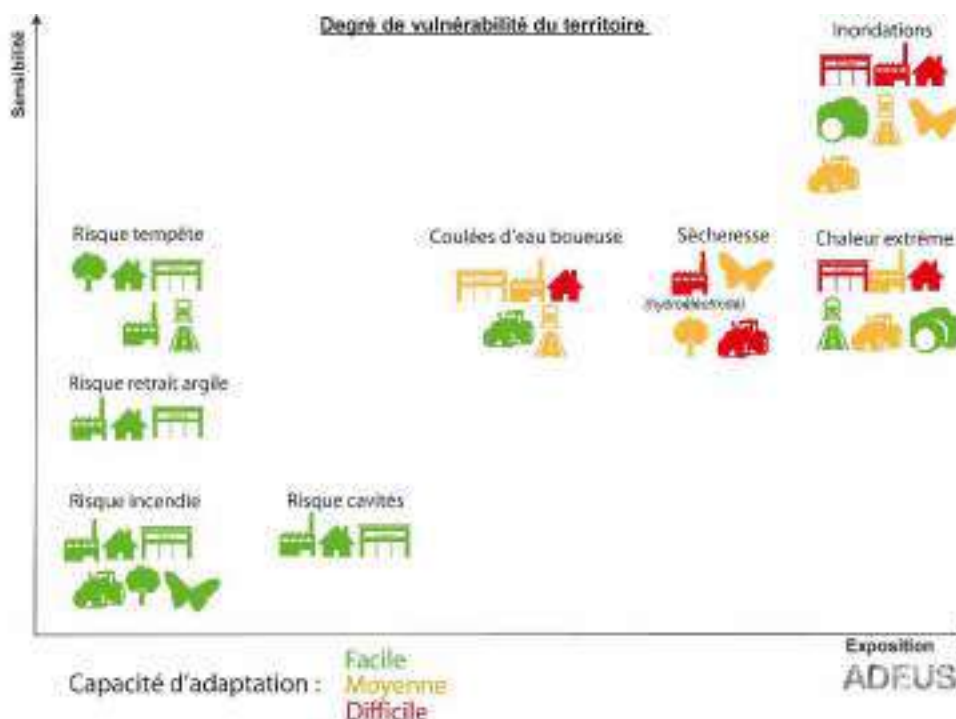 Degré de vulnérabilité du territoire
Sensibilité
Inondations
Risque tempête
Coulées d'eau boueuse
Sècheresse
Chaleur extrème
(hydroélectricité)
Risque retrait argile
Risque incendie
Risque cavités
Exposition
Capacité d'adaptation :
Facile
Moyenne
Difficile
ADEUS